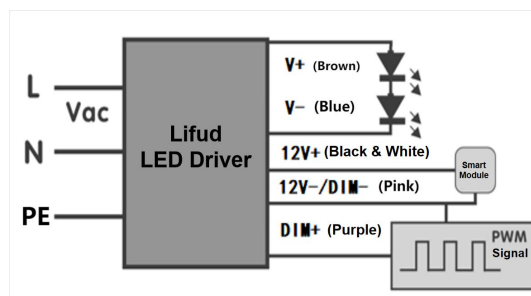 L
Vac
N
PE
Lifud
LED Driver
V+ (Brown)
V- (Blue)
12V+ (Black & White)
12V-/DIM- (Pink)
DIM+ (Purple)
Smart
Module
PWM
Signal